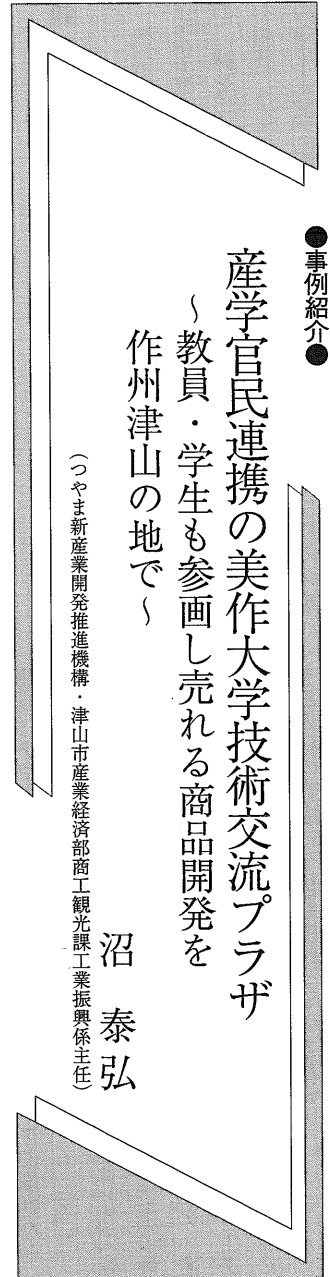 ●事例紹介●
産学官民連携の美作大学技術交流プラザ
～教員・学生も参画し売れる商品開発を
作州津山の地で～
（つやま新産業開発推進機構・津山市産業経済部商工観光課工業振興係主任）
沼　泰弘